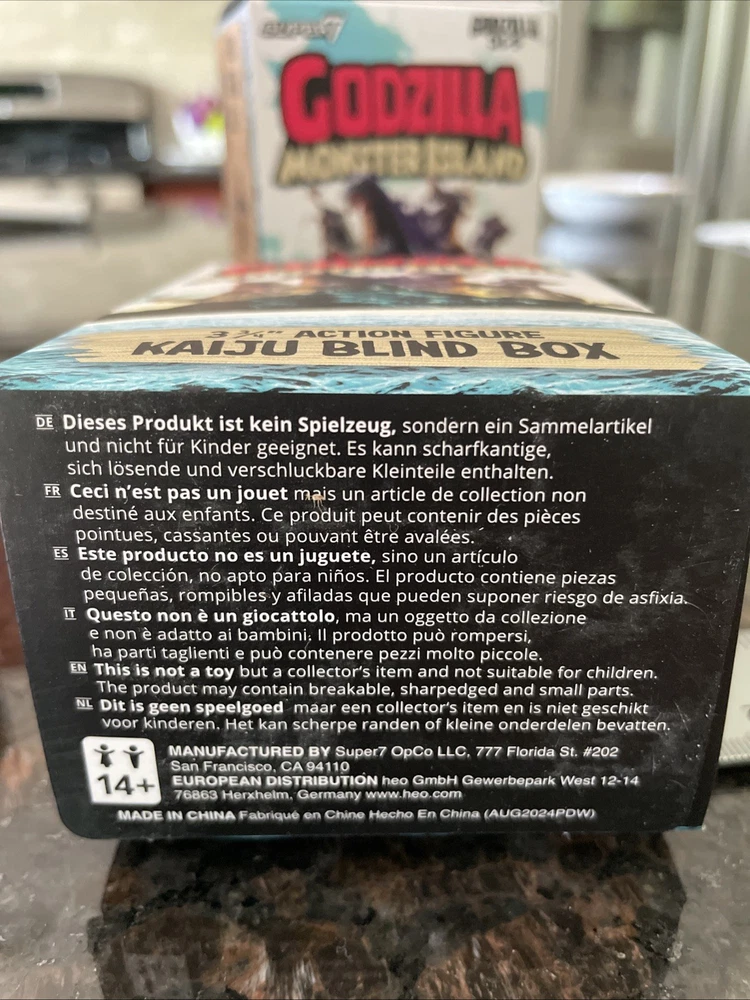 GODZILLA
MONSTER ISLAND
3 3/4" ACTION FIGURE
KAIJU BLIND BOX
DE Dieses Produkt ist kein Spielzeug, sondern ein Sammelartikel
und nicht für Kinder geeignet. Es kann scharfkantige,
sich lösende und verschluckbare Kleinteile enthalten.
FR Ceci n'est pas un jouet mais un article de collection non
destiné aux enfants. Ce produit peut contenir des pièces
pointues, cassantes ou pouvant être avalées.
ES Este producto no es un juguete, sino un artículo
de colección, no apto para niños. El producto contiene piezas
pequeñas, rompibles y afiladas que pueden suponer riesgo de asfixia.
IT Questo non è un giocattolo, ma un oggetto da collezione
e non è adatto ai bambini. Il prodotto può rompersi,
ha parti taglienti e può contenere pezzi molto piccole.
EN This is not a toy but a collector's item and not suitable for children.
The product may contain breakable, sharpedged and small parts.
NL Dit is geen speelgoed maar een collector's item en is niet geschikt
voor kinderen. Het kan scherpe randen of kleine onderdelen bevatten.
14+
MANUFACTURED BY Super7 OpCo LLC, 777 Florida St. #202
San Francisco, CA 94110
EUROPEAN DISTRIBUTION heo GmbH Gewerbepark West 12-14
76863 Herxheim, Germany www.heo.com
MADE IN CHINA Fabriqué en Chine Hecho En China (AUG2024PDW)